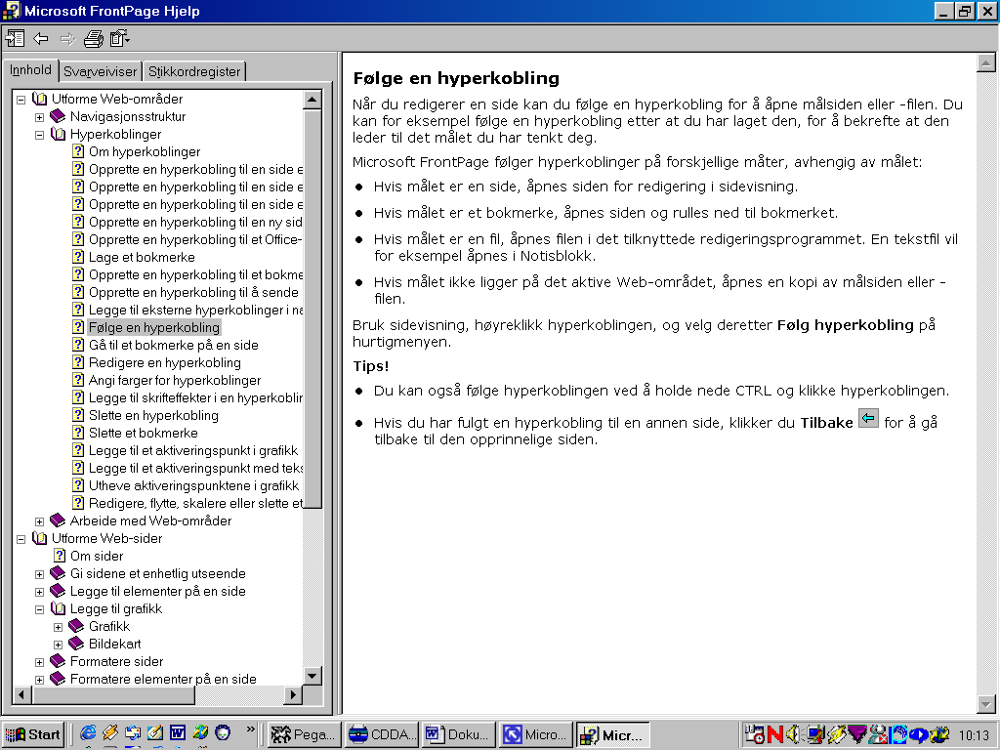 Microsoft FrontPage Hjelp
Innhold
Svarveiviser
Stikkordregister
Utforme Web-områder
Navigasjonsstruktur
Hyperkoblinger
Om hyperkoblinger
Opprette en hyperkobling til en side e
Opprette en hyperkobling til en side e
Opprette en hyperkobling til en side e
Opprette en hyperkobling til en ny sid
Opprette en hyperkobling til et Office-
Lage et bokmerke
Opprette en hyperkobling til et bokme
Opprette en hyperkobling til å sende
Legge til eksterne hyperkoblinger i na
Følge en hyperkobling
Gå til et bokmerke på en side
Redigere en hyperkobling
Angi farger for hyperkoblinger
Legge til skrifteffekter i en hyperkoblin
Slette en hyperkobling
Slette et bokmerke
Legge til et aktiveringspunkt i grafikk
Legge til et aktiveringspunkt med teks
Utheve aktiveringspunktene i grafikk
Redigere, flytte, skalere eller slette et
Arbeide med Web-områder
Utforme Web-sider
Om sider
Gi sidene et enhetlig utseende
Legge til elementer på en side
Legge til grafikk
Grafikk
Bildekart
Formatere sider
Formatere elementer på en side
Følge en hyperkobling
Når du redigerer en side kan du følge en hyperkobling for å åpne målsiden eller -filen. Du
kan for eksempel følge en hyperkobling etter at du har laget den, for å bekrefte at den
leder til det målet du har tenkt deg.
Microsoft FrontPage følger hyperkoblinger på forskjellige måter, avhengig av målet:
• Hvis målet er en side, åpnes siden for redigering i sidevisning.
• Hvis målet er et bokmerke, åpnes siden og rulles ned til bokmerket.
• Hvis målet er en fil, åpnes filen i det tilknyttede redigeringsprogrammet. En tekstfil vil
for eksempel åpnes i Notisblokk.
• Hvis målet ikke ligger på det aktive Web-området, åpnes en kopi av målsiden eller -
filen.
Bruk sidevisning, høyreklikk hyperkoblingen, og velg deretter Følg hyperkobling på
hurtigmenyen.
Tips!
• Du kan også følge hyperkoblingen ved å holde nede CTRL og klikke hyperkoblingen.
• Hvis du har fulgt en hyperkobling til en annen side, klikker du Tilbake for å gå
tilbake til den opprinnelige siden.
Start
»
Pega...
CDDA...
Doku...
Micro...
Micr...
10:13